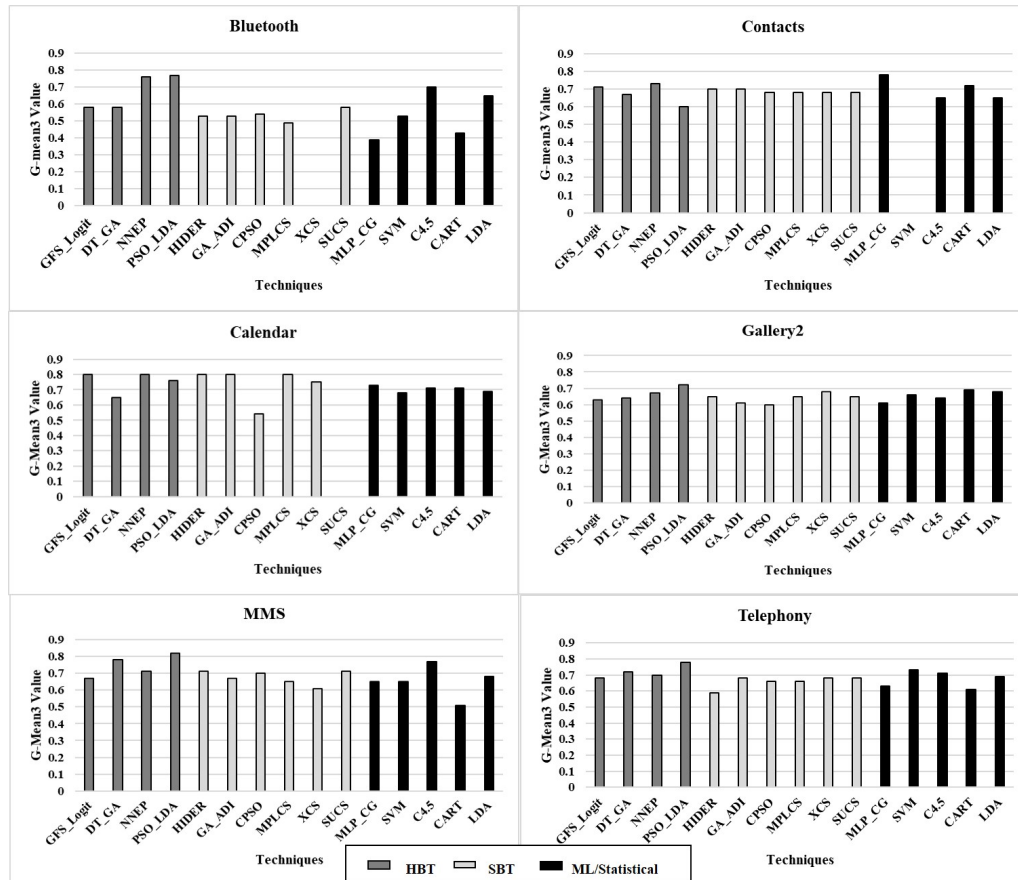 Bluetooth
G-mean3 Value
0.9
0.8
0.7
0.6
0.5
0.4
0.3
0.2
0.1
0
GFS_Logit
DT_GA
NNEP
PSO_LDA
HIDER
GA_ADI
CPSO
MPLCS
XCS
SUCS
MLP_CG
SVM
C4.5
CART
LDA
Techniques
Contacts
G-mean3 Value
0.9
0.8
0.7
0.6
0.5
0.4
0.3
0.2
0.1
0
GFS_Logit
DT_GA
NNEP
PSO_LDA
HIDER
GA_ADI
CPSO
MPLCS
XCS
SUCS
MLP_CG
SVM
C4.5
CART
LDA
Techniques
Calendar
G-Mean3 Value
0.9
0.8
0.7
0.6
0.5
0.4
0.3
0.2
0.1
0
GFS_Logit
DT_GA
NNEP
PSO_LDA
HIDER
GA_ADI
CPSO
MPLCS
XCS
SUCS
MLP_CG
SVM
C4.5
CART
LDA
Techniques
Gallery2
G-Mean3 Value
0.9
0.8
0.7
0.6
0.5
0.4
0.3
0.2
0.1
0
GFS_Logit
DT_GA
NNEP
PSO_LDA
HIDER
GA_ADI
CPSO
MPLCS
XCS
SUCS
MLP_CG
SVM
C4.5
CART
LDA
Techniques
MMS
G-Mean3 Value
0.9
0.8
0.7
0.6
0.5
0.4
0.3
0.2
0.1
0
GFS_Logit
DT_GA
NNEP
PSO_LDA
HIDER
GA_ADI
CPSO
MPLCS
XCS
SUCS
MLP_CG
SVM
C4.5
CART
LDA
Techniques
Telephony
G-Mean3 Value
0.9
0.8
0.7
0.6
0.5
0.4
0.3
0.2
0.1
0
GFS_Logit
DT_GA
NNEP
PSO_LDA
HIDER
GA_ADI
CPSO
MPLCS
XCS
SUCS
MLP_CG
SVM
C4.5
CART
LDA
Techniques
HBT SBT ML/Statistical